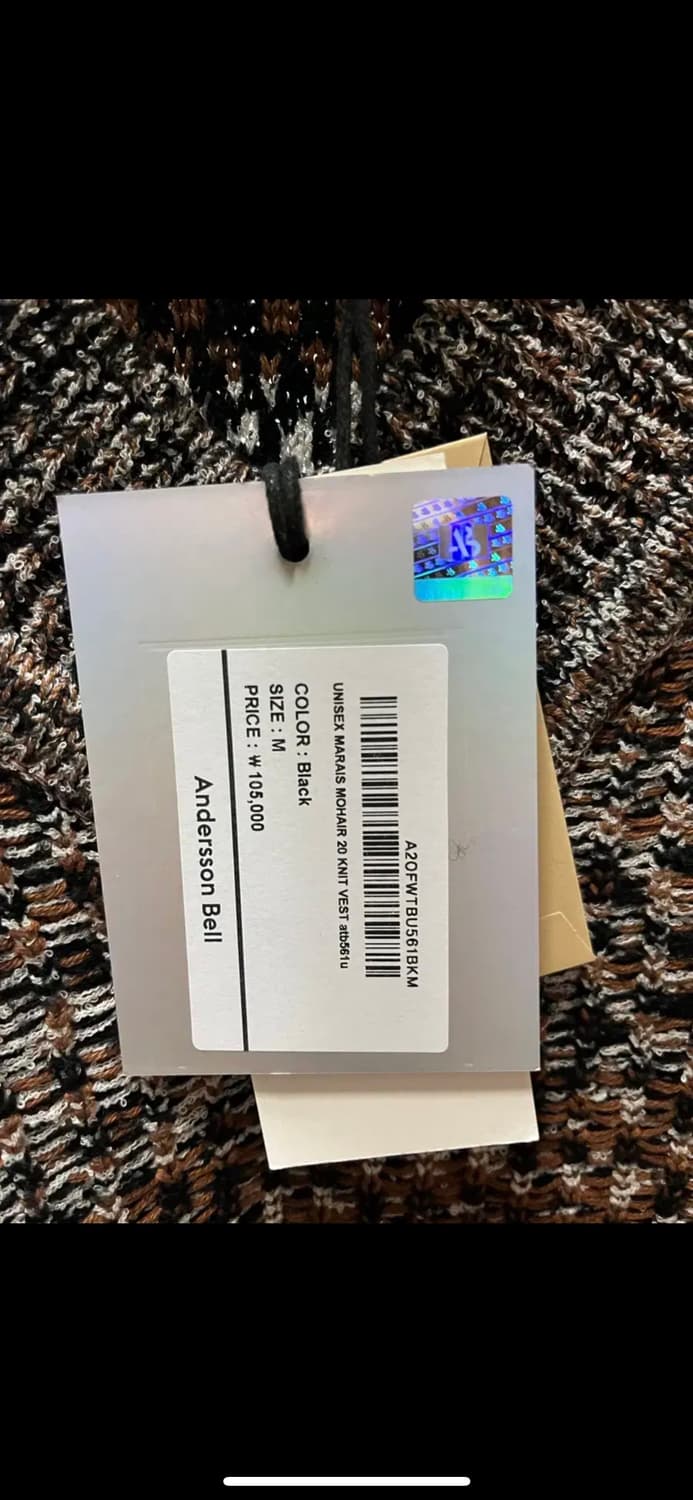 A20FWTBU561BKM
UNISEX MARAIS MOHAIR 20 KNIT VEST atb561u
COLOR : Black
SIZE : M
PRICE : ₩105,000
Andersson Bell